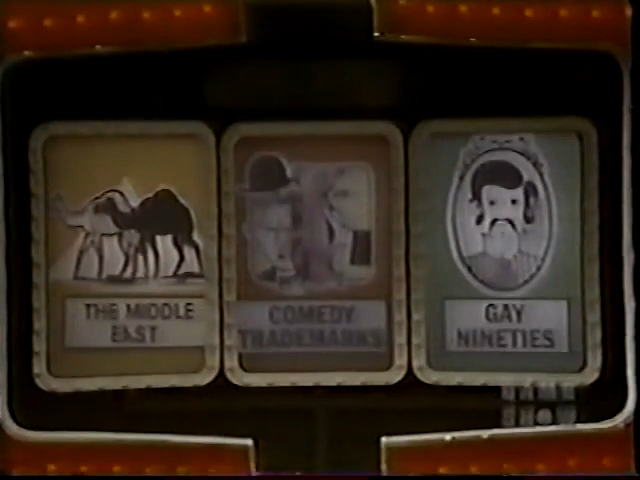 THE MIDDLE
EAST
COMEDY
TRADEMARKS
GAY
NINETIES